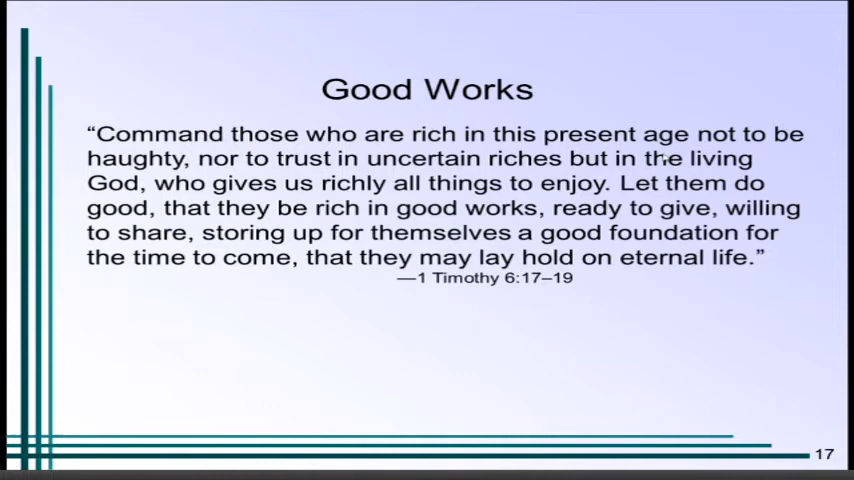 Good Works
“Command those who are rich in this present age not to be
haughty, nor to trust in uncertain riches but in the living
God, who gives us richly all things to enjoy. Let them do
good, that they be rich in good works, ready to give, willing
to share, storing up for themselves a good foundation for
the time to come, that they may lay hold on eternal life.”
—1 Timothy 6:17–19
17